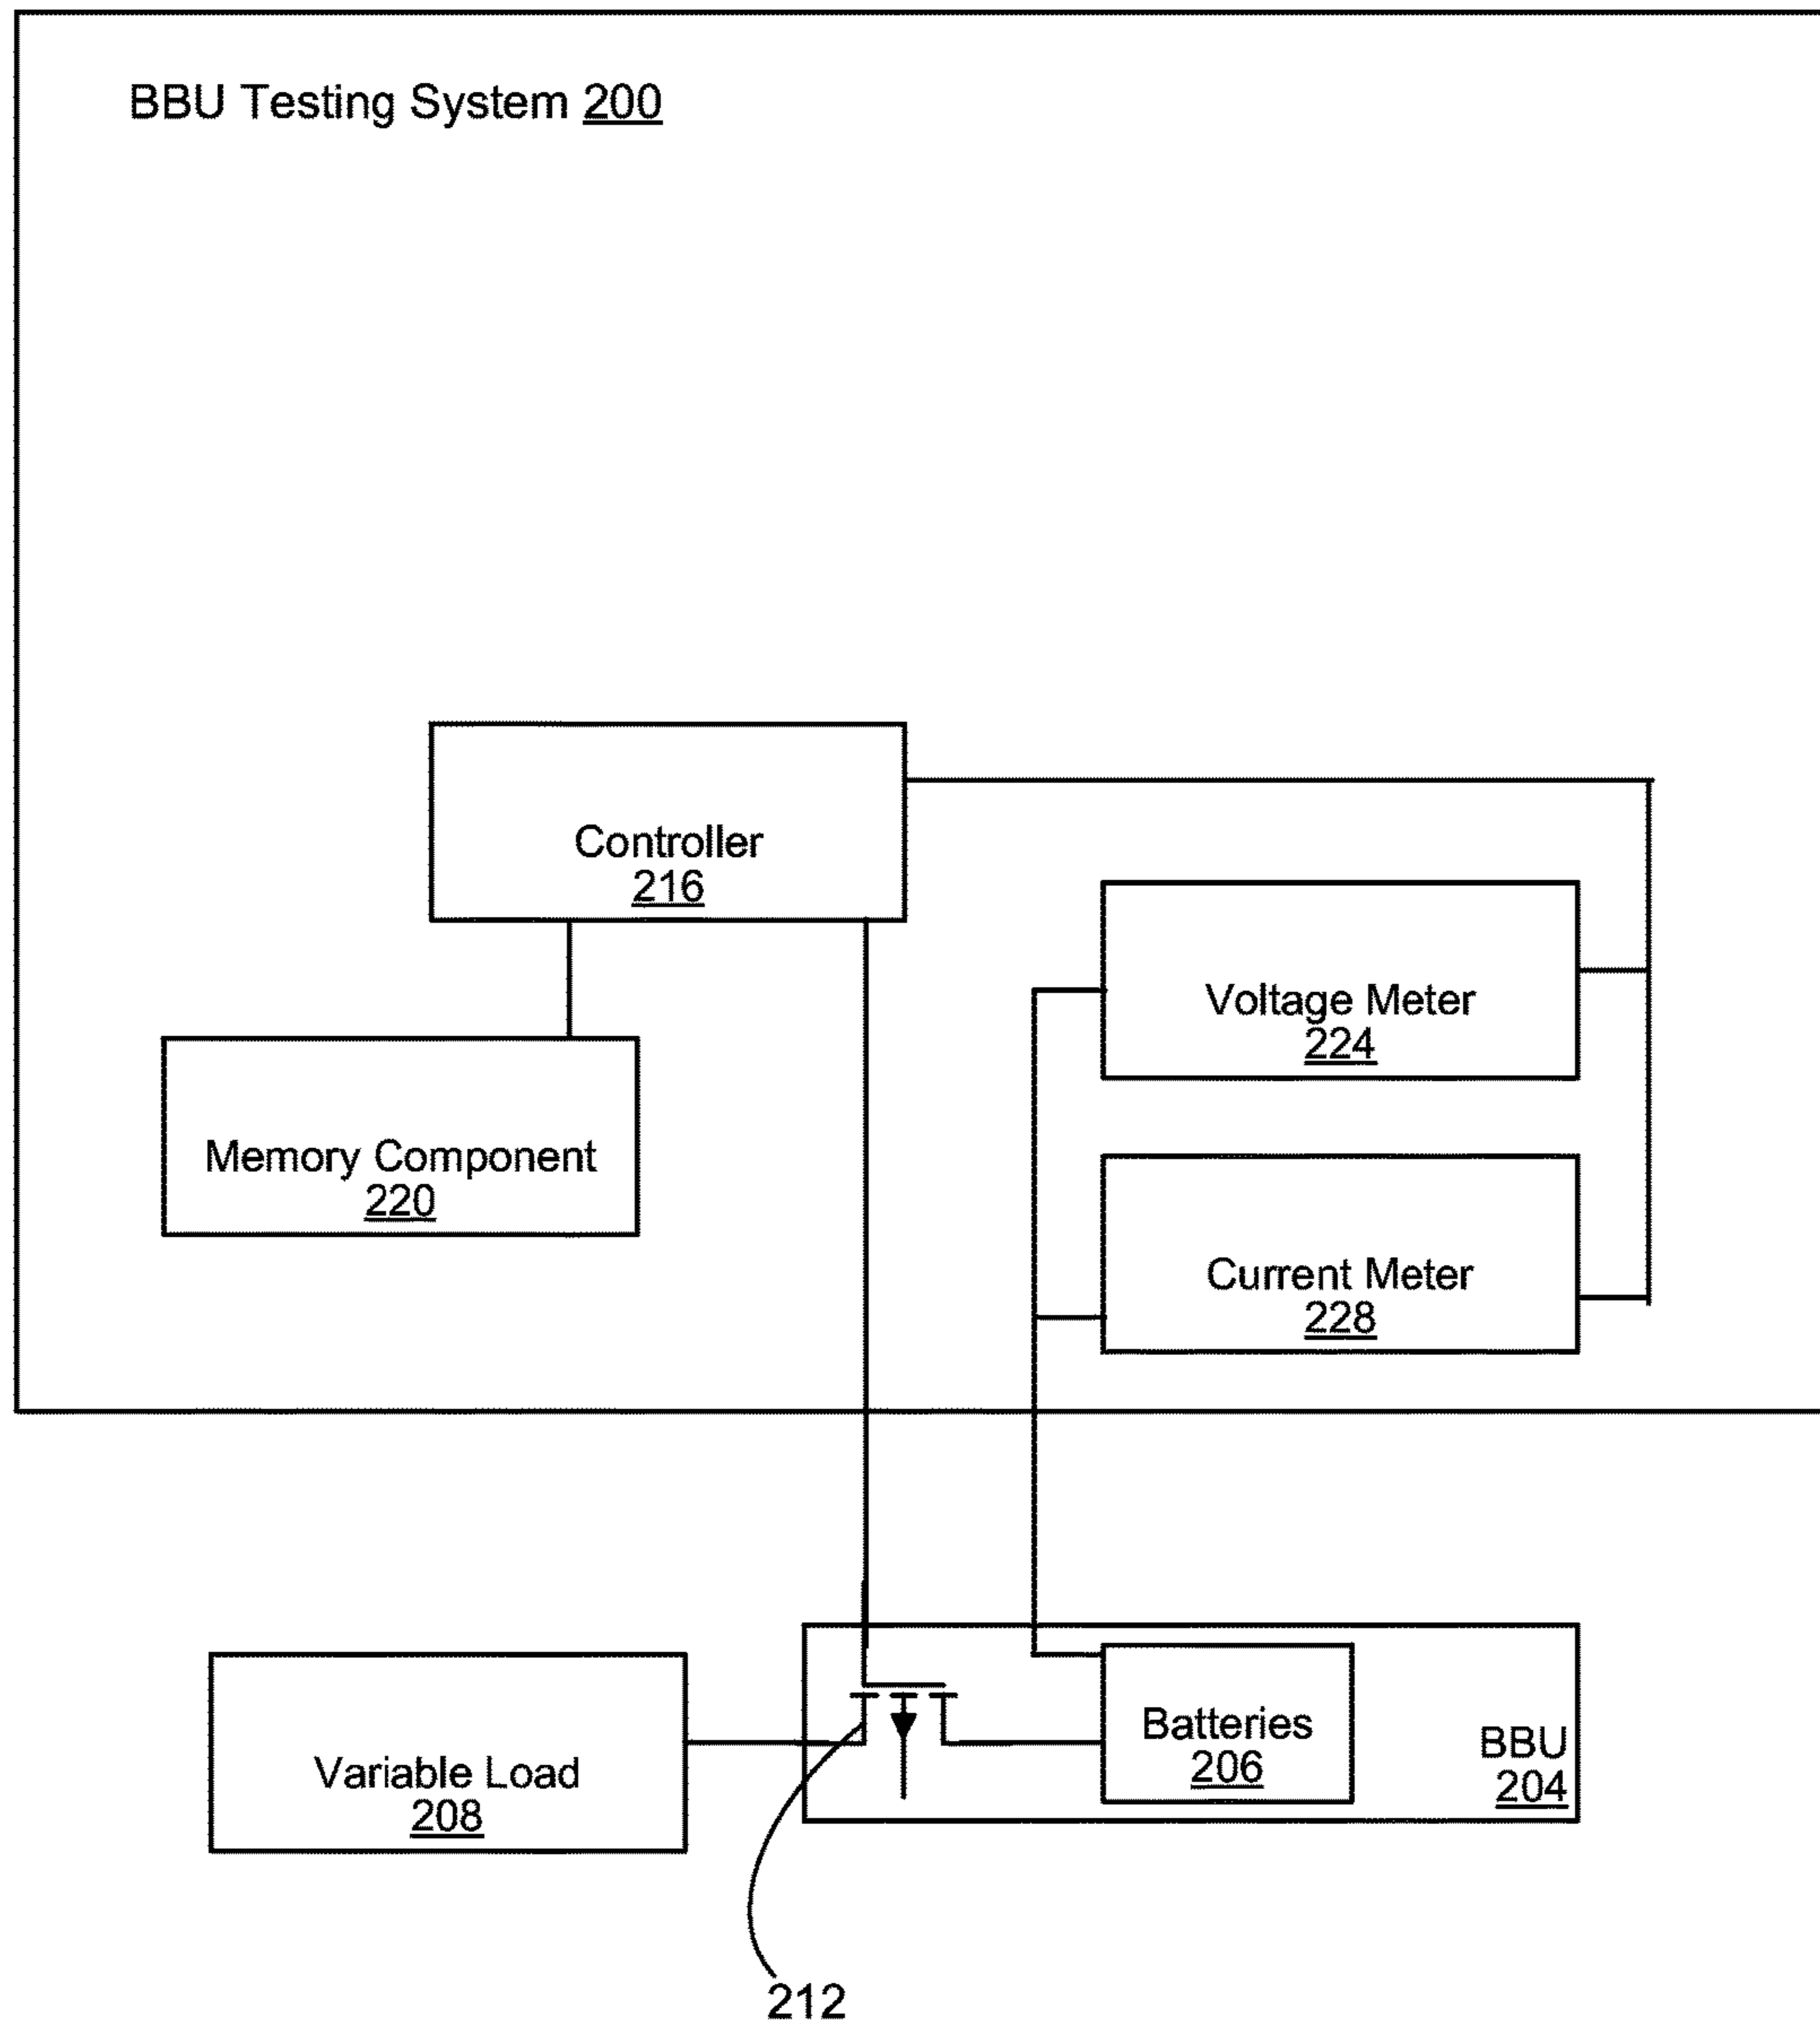 BBU Testing System 200
Controller
216
Voltage Meter
224
Memory Component
220
Current Meter
228
Variable Load
208
Batteries
206
BBU
204
212